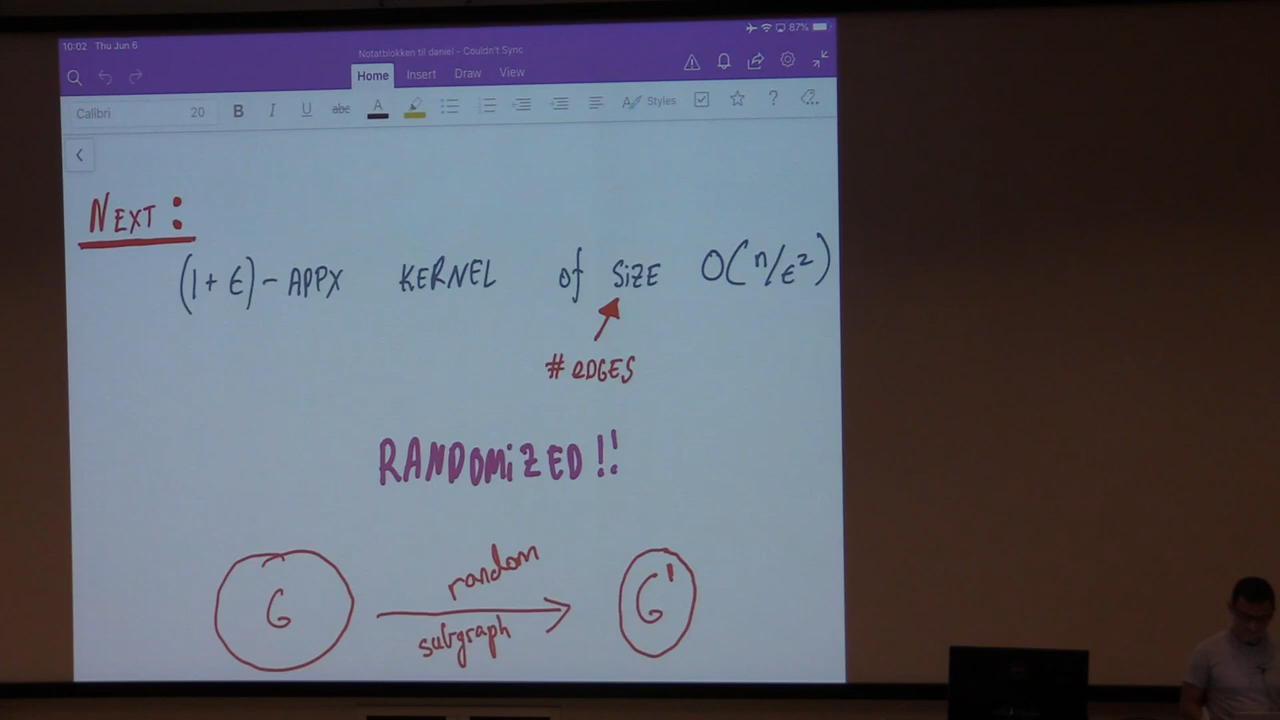 10:02 Thu Jun 6
87%
Notatblokken til daniel - Couldn't Sync
Home Insert Draw View
Calibri 20 B I U abc A Styles ?
NEXT:
(1+ε)-APPX KERNEL of SiZE O(n/ε²)
# eDGES
RANDOMiZED!!
G random subgraph G'